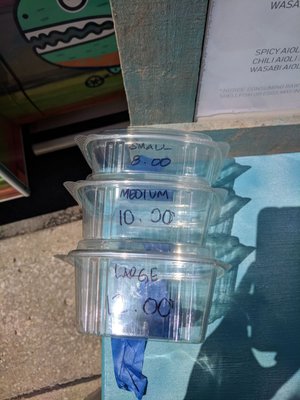 WASA
SPICY AIOLI
CHILI AIOLI
WASABI AIOLI
SMALL
8.00
MEDIUM
10.00
LARGE
12.00